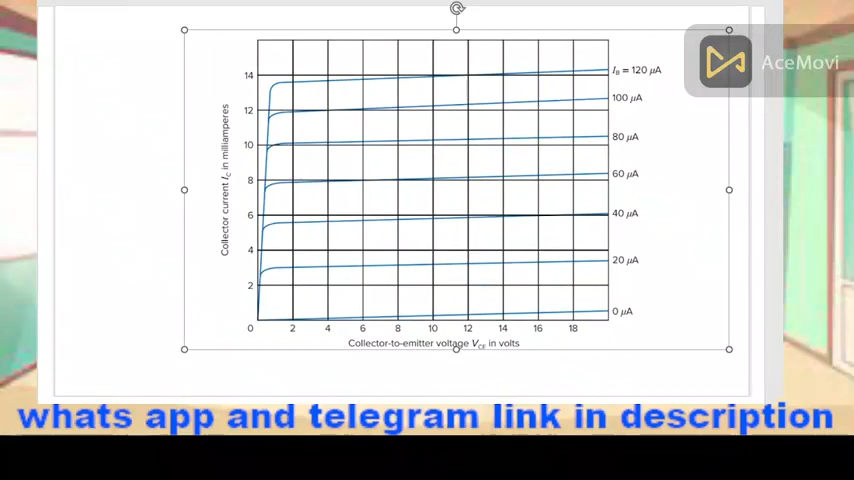 AceMovi
I_B = 120 μA
14
100 μA
12
80 μA
10
60 μA
8
40 μA
6
4
20 μA
2
0 μA
0 2 4 6 8 10 12 14 16 18
Collector current I_C in milliamperes
Collector-to-emitter voltage V_CE in volts
whats app and telegram link in description